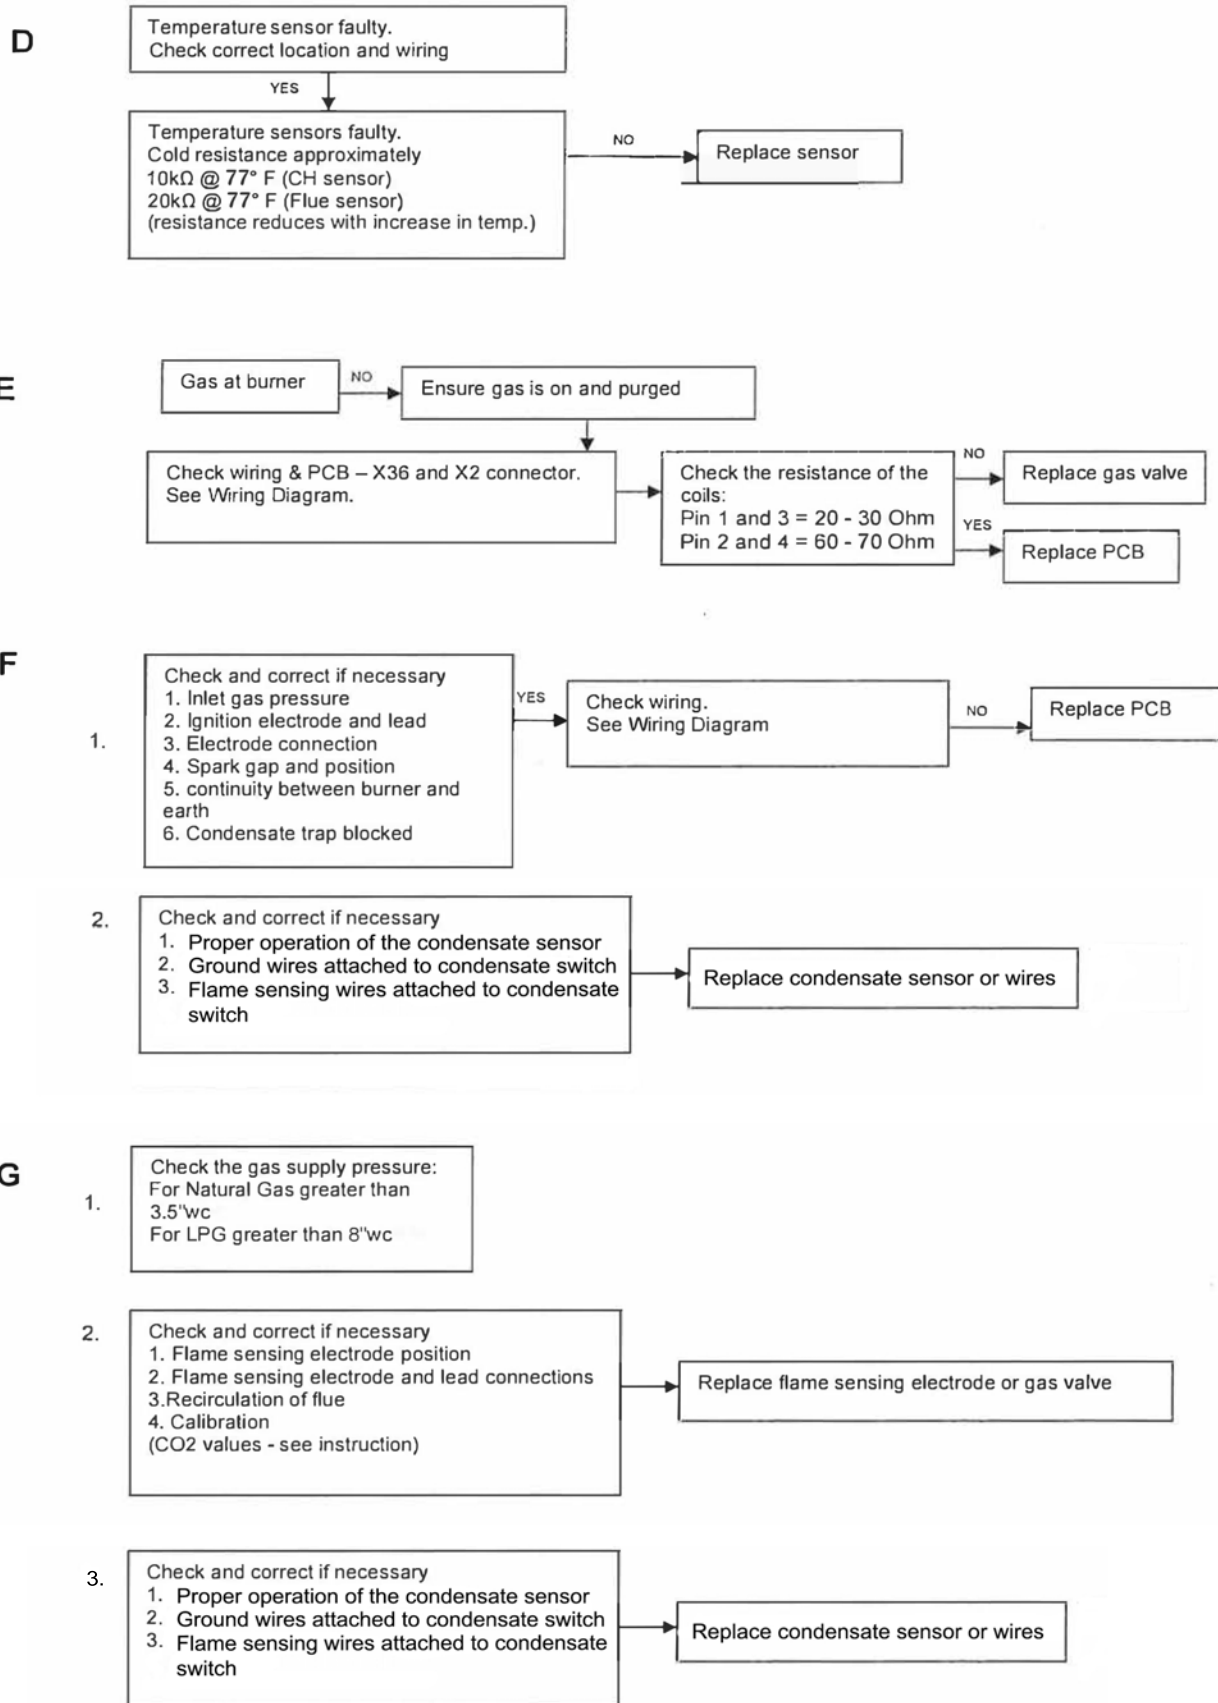 D
Temperature sensor faulty.
Check correct location and wiring
YES
Temperature sensors faulty.
Cold resistance approximately
10kΩ @ 77° F (CH sensor)
20kΩ @ 77° F (Flue sensor)
(resistance reduces with increase in temp.)
NO
Replace sensor
E
Gas at burner
NO
Ensure gas is on and purged
Check wiring & PCB – X36 and X2 connector.
See Wiring Diagram.
Check the resistance of the
coils:
Pin 1 and 3 = 20 - 30 Ohm
Pin 2 and 4 = 60 - 70 Ohm
NO
Replace gas valve
YES
Replace PCB
F
1.
Check and correct if necessary
1. Inlet gas pressure
2. Ignition electrode and lead
3. Electrode connection
4. Spark gap and position
5. continuity between burner and
earth
6. Condensate trap blocked
YES
Check wiring.
See Wiring Diagram
NO
Replace PCB
2.
Check and correct if necessary
1. Proper operation of the condensate sensor
2. Ground wires attached to condensate switch
3. Flame sensing wires attached to condensate
switch
Replace condensate sensor or wires
G
1.
Check the gas supply pressure:
For Natural Gas greater than
3.5"wc
For LPG greater than 8"wc
2.
Check and correct if necessary
1. Flame sensing electrode position
2. Flame sensing electrode and lead connections
3.Recirculation of flue
4. Calibration
(CO2 values - see instruction)
Replace flame sensing electrode or gas valve
3.
Check and correct if necessary
1. Proper operation of the condensate sensor
2. Ground wires attached to condensate switch
3. Flame sensing wires attached to condensate
switch
Replace condensate sensor or wires